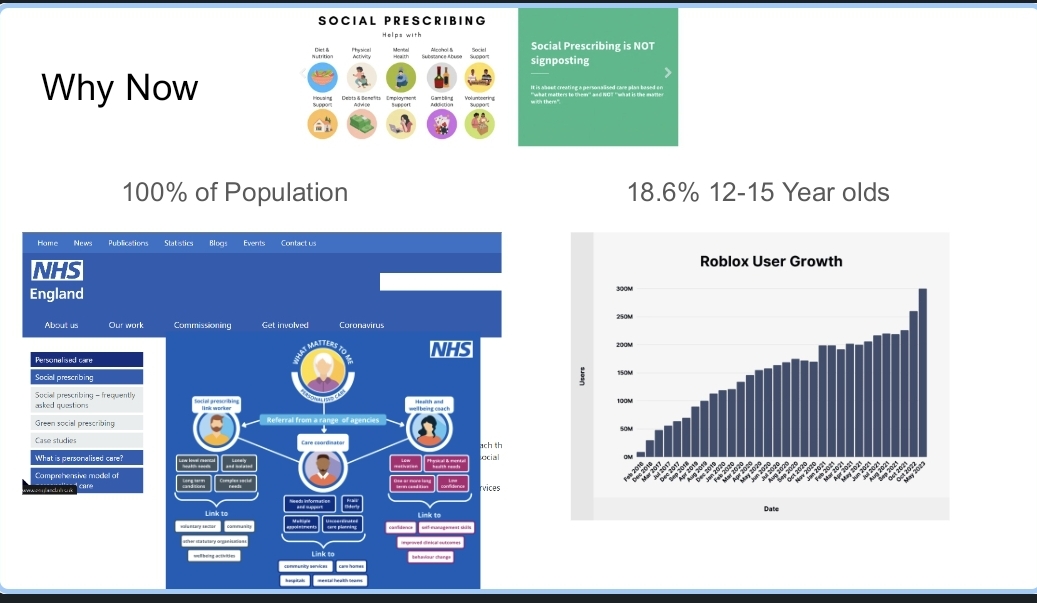 SOCIAL PRESCRIBING
Helps with
Diet & Nutrition
Physical Activity
Mental Health
Alcohol & Substance Abuse
Social Support
Housing Support
Debts & Benefits Advice
Employment Support
Gambling Addiction
Volunteering Support
Social Prescribing is NOT
signposting
It is about creating a personalised care plan based on
"what matters to them" and NOT "what is the matter
with them".
Why Now
100% of Population
18.6% 12-15 Year olds
Home News Publications Statistics Blogs Events Contact us
NHS
England
About us Our work Commissioning Get involved Coronavirus
Personalised care
Social prescribing
Social prescribing – frequently
asked questions
Green social prescribing
Case studies
What is personalised care?
Comprehensive model of
care
NHS
WHAT MATTERS TO ME
PERSONALISED CARE
Social prescribing
link worker
Health and
wellbeing coach
Referral from a range of agencies
Care coordinator
Low level mental
health needs
Lonely
and isolated
Long term
conditions
Complex social
needs
Link to
voluntary sector
community
other statutory organisations
wellbeing activities
Needs information
and support
Frail/
Elderly
Multiple
appointments
Uncoordinated
care planning
Link to
community services
care homes
hospitals
mental health teams
Low
motivation
Physical & mental
health needs
One or more long
term condition
Low
confidence
Link to
confidence
self-management skills
improved clinical outcomes
behaviour change
ach th
social
rvices
Roblox User Growth
300M
250M
200M
150M
100M
50M
0M
Users
Feb 2016
May 2023
Date